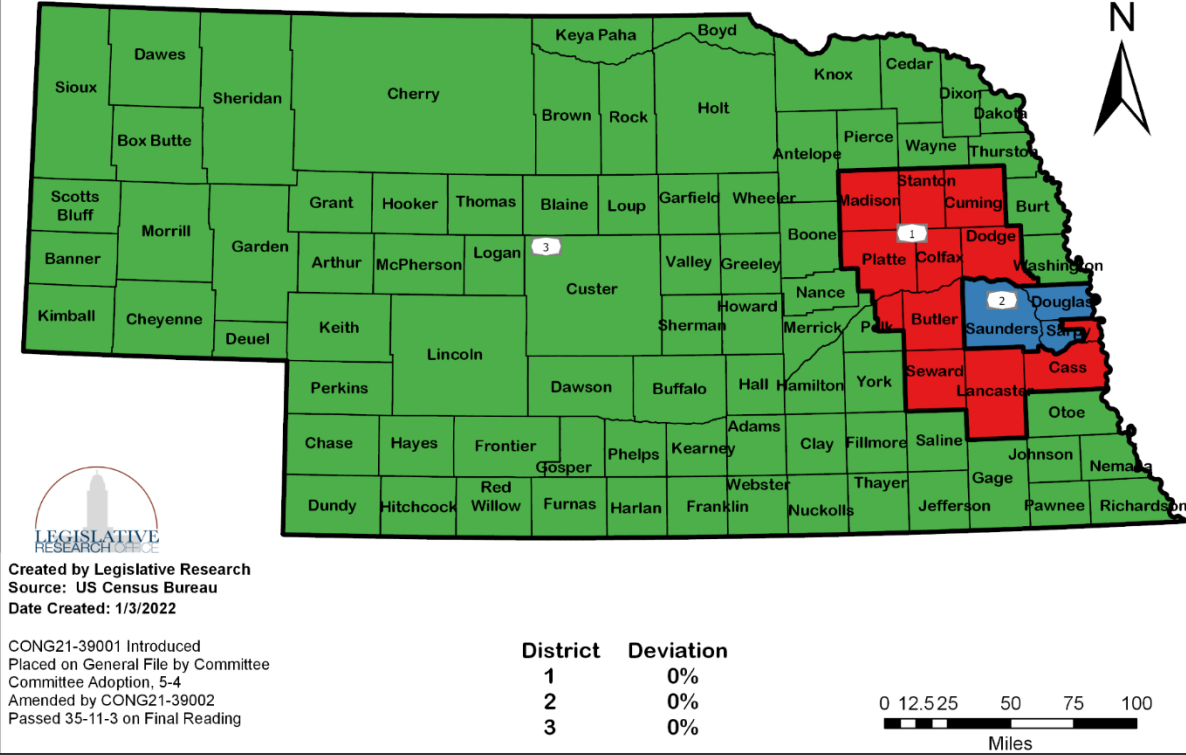 N
Keya Paha
Boyd
Dawes
Sioux
Sheridan
Cherry
Knox
Cedar
Dixon
Dakota
Holt
Brown
Rock
Box Butte
Pierce
Wayne
Antelope
Thurston
Scotts
Bluff
Grant
Hooker
Thomas
Blaine
Loup
Garfield
Wheeler
Madison
Stanton
Cuming
Burt
Morrill
Garden
Boone
1
Dodge
Banner
Arthur
McPherson
Logan
3
Valley
Greeley
Platte
Colfax
Washington
Custer
Nance
2
Douglas
Kimball
Cheyenne
Keith
Sherman
Howard
Merrick
Polk
Butler
Saunders
Sarpy
Deuel
Lincoln
Perkins
Dawson
Buffalo
Hall
Hamilton
York
Seward
Lancaster
Cass
Otoe
Chase
Hayes
Frontier
Gosper
Phelps
Kearney
Adams
Clay
Fillmore
Saline
Johnson
Nemaha
Dundy
Hitchcock
Red
Willow
Furnas
Harlan
Franklin
Webster
Nuckolls
Thayer
Jefferson
Gage
Pawnee
Richardson
LEGISLATIVE
RESEARCH OFFICE
Created by Legislative Research
Source: US Census Bureau
Date Created: 1/3/2022
CONG21-39001 Introduced
Placed on General File by Committee
Committee Adoption, 5-4
Amended by CONG21-39002
Passed 35-11-3 on Final Reading
District Deviation
1 0%
2 0%
3 0%
0 12.5 25 50 75 100
Miles